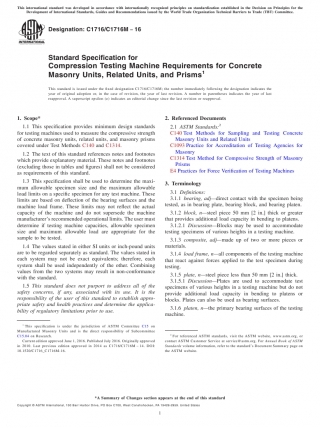 This international standard was developed in accordance with internationally recognized principles on standardization established in the Decision on Principles for the
Development of International Standards, Guides and Recommendations issued by the World Trade Organization Technical Barriers to Trade (TBT) Committee.
ASTM
INTERNATIONAL
Designation: C1716/C1716M – 16
Standard Specification for
Compression Testing Machine Requirements for Concrete
Masonry Units, Related Units, and Prisms¹
This standard is issued under the fixed designation C1716/C1716M; the number immediately following the designation indicates the
year of original adoption or, in the case of revision, the year of last revision. A number in parentheses indicates the year of last
reapproval. A superscript epsilon (ε) indicates an editorial change since the last revision or reapproval.
1. Scope*
1.1 This specification provides minimum design standards
for testing machines used to measure the compressive strength
of concrete masonry units, related units, and masonry prisms
covered under Test Methods C140 and C1314.
1.2 The text of this standard references notes and footnotes
which provide explanatory material. These notes and footnotes
(excluding those in tables and figures) shall not be considered
as requirements of this standard.
1.3 This specification shall be used to determine the maxi-
mum allowable specimen size and the maximum allowable
load limits on a specific specimen for any test machine. These
limits are based on deflection of the bearing surfaces and the
machine load frame. These limits may not reflect the actual
capacity of the machine and do not supersede the machine
manufacturer's recommended operational limits. The user must
determine if testing machine capacities, allowable specimen
size and maximum allowable load are appropriate for the
sample to be tested.
1.4 The values stated in either SI units or inch-pound units
are to be regarded separately as standard. The values stated in
each system may not be exact equivalents; therefore, each
system shall be used independently of the other. Combining
values from the two systems may result in non-conformance
with the standard.
1.5 This standard does not purport to address all of the
safety concerns, if any, associated with its use. It is the
responsibility of the user of this standard to establish appro-
priate safety and health practices and determine the applica-
bility of regulatory limitations prior to use.
¹ This specification is under the jurisdiction of ASTM Committee C15 on
Manufactured Masonry Units and is the direct responsibility of Subcommittee
C15.04 on Research.
Current edition approved June 1, 2016. Published July 2016. Originally approved
in 2010. Last previous edition approved in 2014 as C1716/C1716M – 14. DOI:
10.1520/C1716_C1716M-16.
2. Referenced Documents
2.1 ASTM Standards:²
C140 Test Methods for Sampling and Testing Concrete
Masonry Units and Related Units
C1093 Practice for Accreditation of Testing Agencies for
Masonry
C1314 Test Method for Compressive Strength of Masonry
Prisms
E4 Practices for Force Verification of Testing Machines
3. Terminology
3.1 Definitions:
3.1.1 bearing, adj—direct contact with the specimen being
tested, as in bearing plate, bearing block, and bearing platen.
3.1.2 block, n—steel piece 50 mm [2 in.] thick or greater
that provides additional load capacity in bending to platens.
3.1.2.1 Discussion—Blocks may be used to accommodate
testing specimens of various heights in a testing machine.
3.1.3 composite, adj—made up of two or more pieces or
materials.
3.1.4 load frame, n—all components of the testing machine
that react against forces applied to the test specimen during
testing.
3.1.5 plate, n—steel piece less than 50 mm [2 in.] thick.
3.1.5.1 Discussion—Plates are used to accommodate test
specimens of various heights in a testing machine but do not
provide additional load capacity in bending to platens or
blocks. Plates can also be used as bearing surfaces.
3.1.6 platen, n—the primary bearing surfaces of the testing
machine.
² For referenced ASTM standards, visit the ASTM website, www.astm.org, or
contact ASTM Customer Service at service@astm.org. For Annual Book of ASTM
Standards volume information, refer to the standard's Document Summary page on
the ASTM website.
*A Summary of Changes section appears at the end of this standard
Copyright © ASTM International, 100 Barr Harbor Drive, PO Box C700, West Conshohocken, PA 19428-2959. United States
1